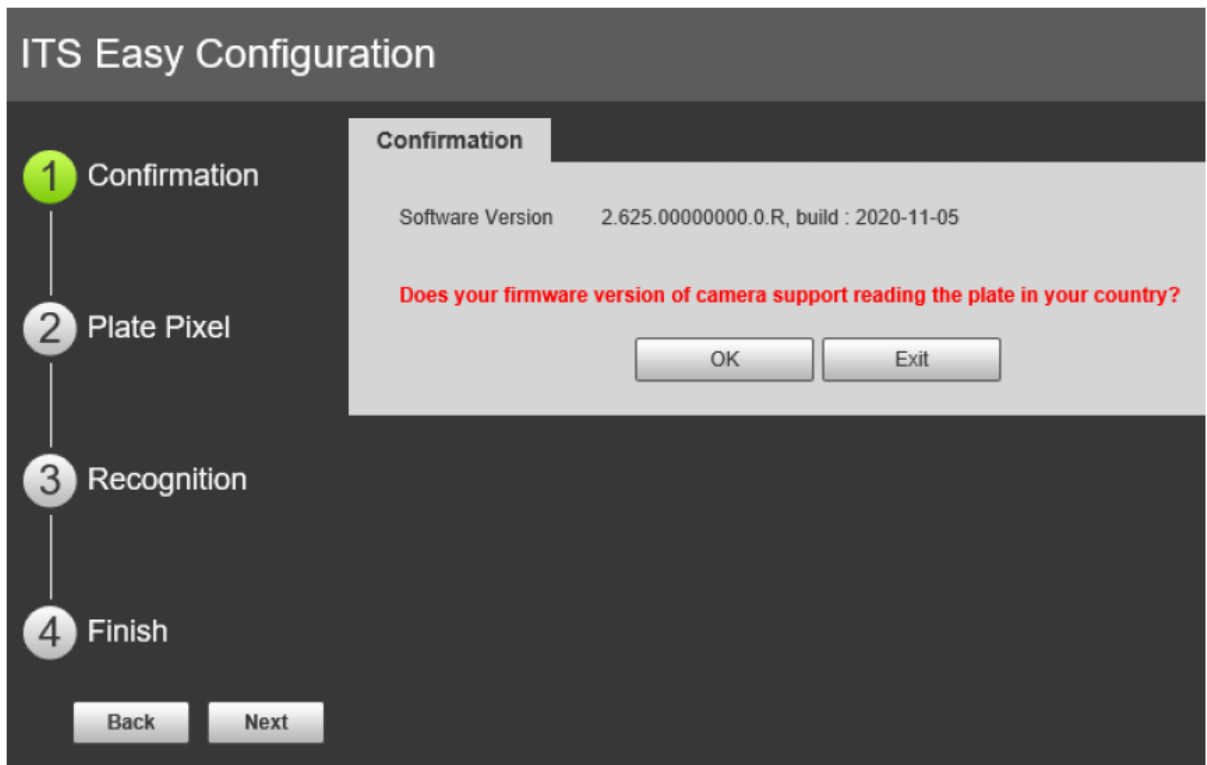 ITS Easy Configuration
Confirmation
1 Confirmation
Software Version 2.625.00000000.0.R, build : 2020-11-05
Does your firmware version of camera support reading the plate in your country?
2 Plate Pixel
OK Exit
3 Recognition
4 Finish
Back Next